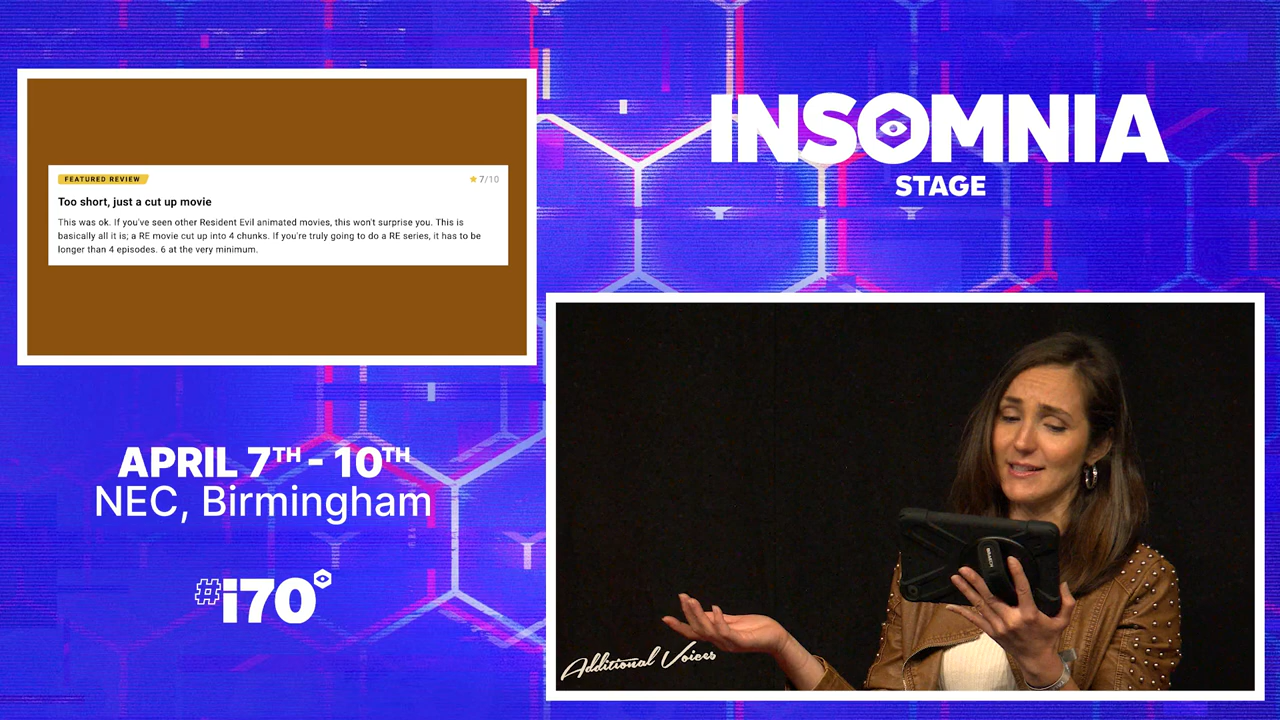 FEATURED REVIEW
7/10
Too short, just a cut up movie
This was ok. If you've even other Resident Evil animated movies, this won't surprise you. This is
basically all it is; a RE movie cut up into 4 chunks. If you're truly going to do a RE series, it has to be
longer than 4 episodes. 6 at the very minimum.
INSOMNIA
STAGE
APRIL 7TH - 10TH
NEC, Birmingham
#i70
Additional Voices